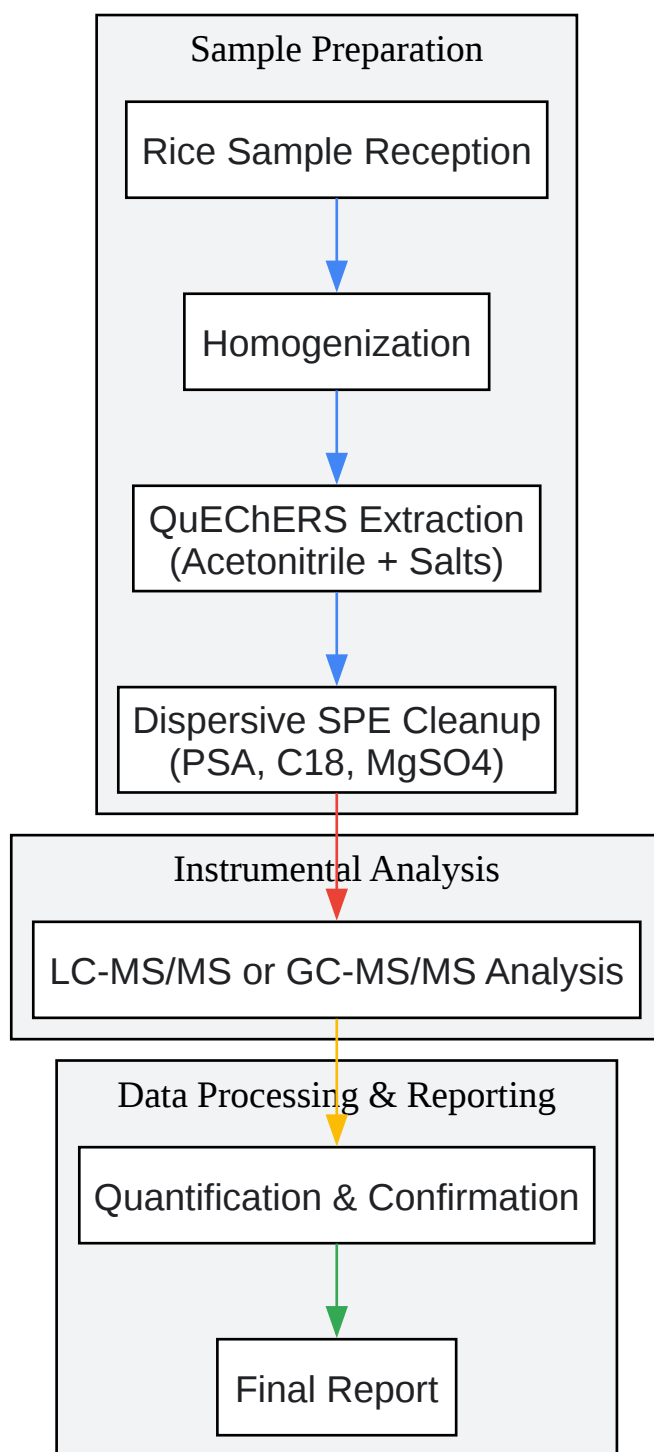 Sample Preparation
Rice Sample Reception
Homogenization
QuEChERS Extraction
(Acetonitrile + Salts)
Dispersive SPE Cleanup
(PSA, C18, MgSO4)
Instrumental Analysis
LC-MS/MS or GC-MS/MS Analysis
Data Processing & Reporting
Quantification & Confirmation
Final Report